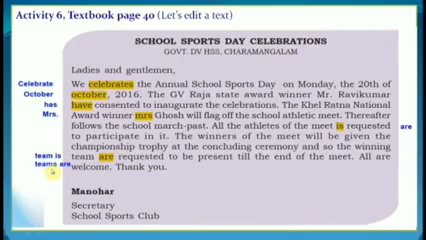 Activity 6, Textbook page 40 (Let's edit a text)
SCHOOL SPORTS DAY CELEBRATIONS
GOVT. DV HSS, CHARAMANGALAM
Ladies and gentlemen,
We celebrates the Annual School Sports Day on Monday, the 20th of
october, 2016. The GV Raja state award winner Mr. Ravikumar
have consented to inaugurate the celebrations. The Khel Ratna National
Award winner mrs Ghosh will flag off the school athletic meet. Thereafter
follows the school march-past. All the athletes of the meet is requested
to participate in it. The winners of the meet will be given the
championship trophy at the concluding ceremony and so the winning
team are requested to be present till the end of the meet. All are
welcome. Thank you.
Manohar
Secretary
School Sports Club
Celebrate
October
has
Mrs.
are
team is
teams are